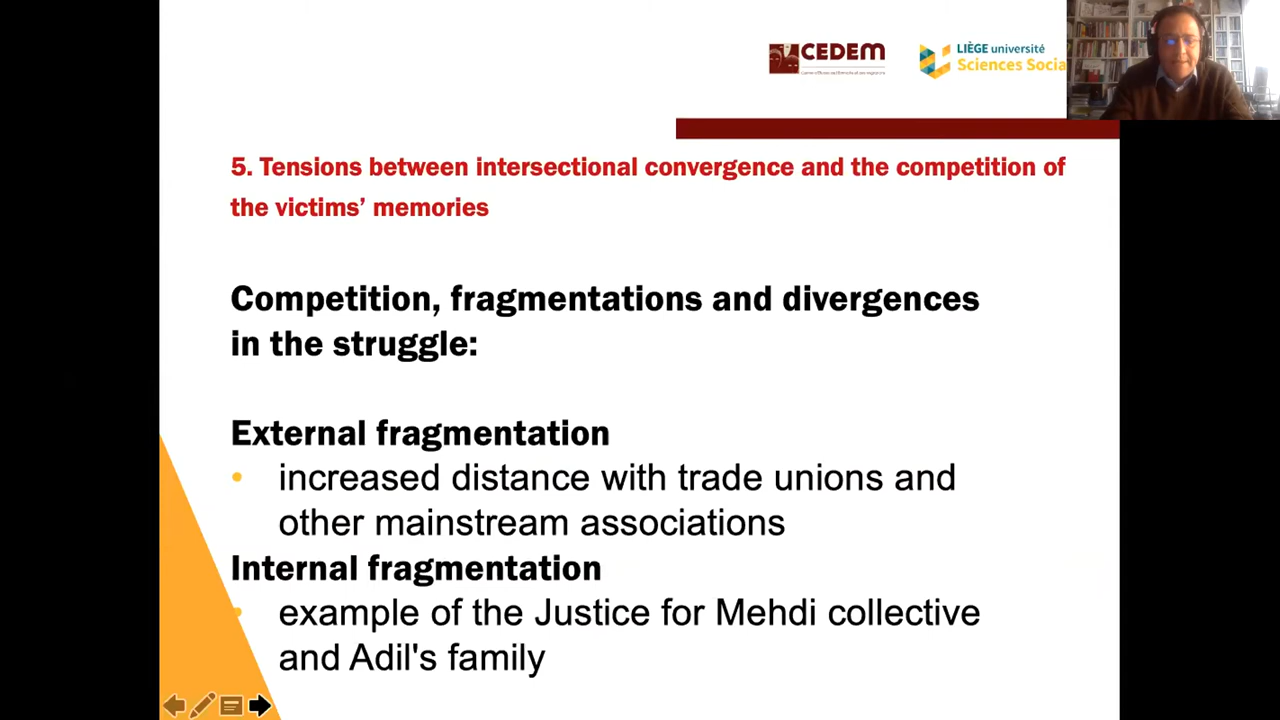 CEDEM
LIÈGE université
Sciences Socia
5. Tensions between intersectional convergence and the competition of
the victims’ memories
Competition, fragmentations and divergences
in the struggle:
External fragmentation
• increased distance with trade unions and
other mainstream associations
Internal fragmentation
• example of the Justice for Mehdi collective
and Adil's family